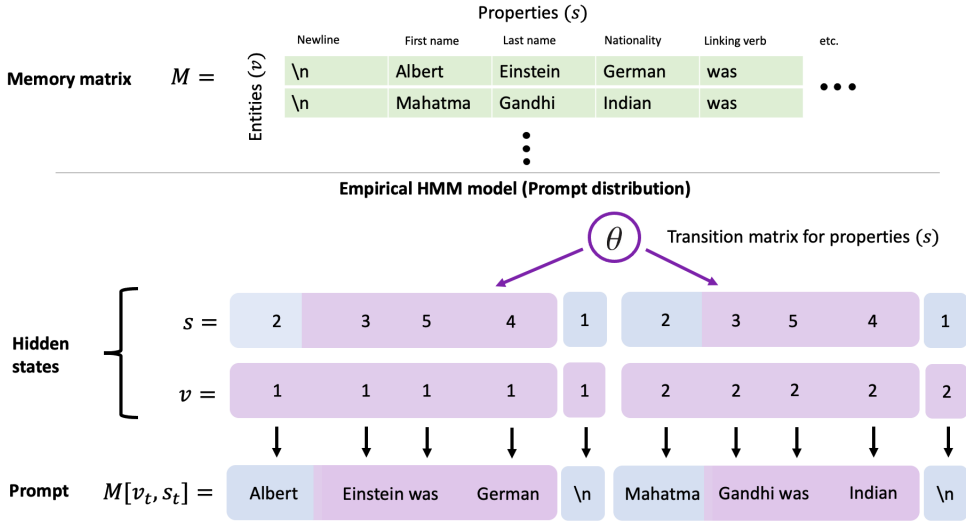 Properties (s)
Newline First name Last name Nationality Linking verb etc.
Memory matrix M = Entities (v)
\n Albert Einstein German was
\n Mahatma Gandhi Indian was
Empirical HMM model (Prompt distribution)
θ Transition matrix for properties (s)
Hidden states
s = 2 3 5 4 1 2 3 5 4 1
v = 1 1 1 1 1 2 2 2 2 2
Prompt M[vt, st] = Albert Einstein was German \n Mahatma Gandhi was Indian \n